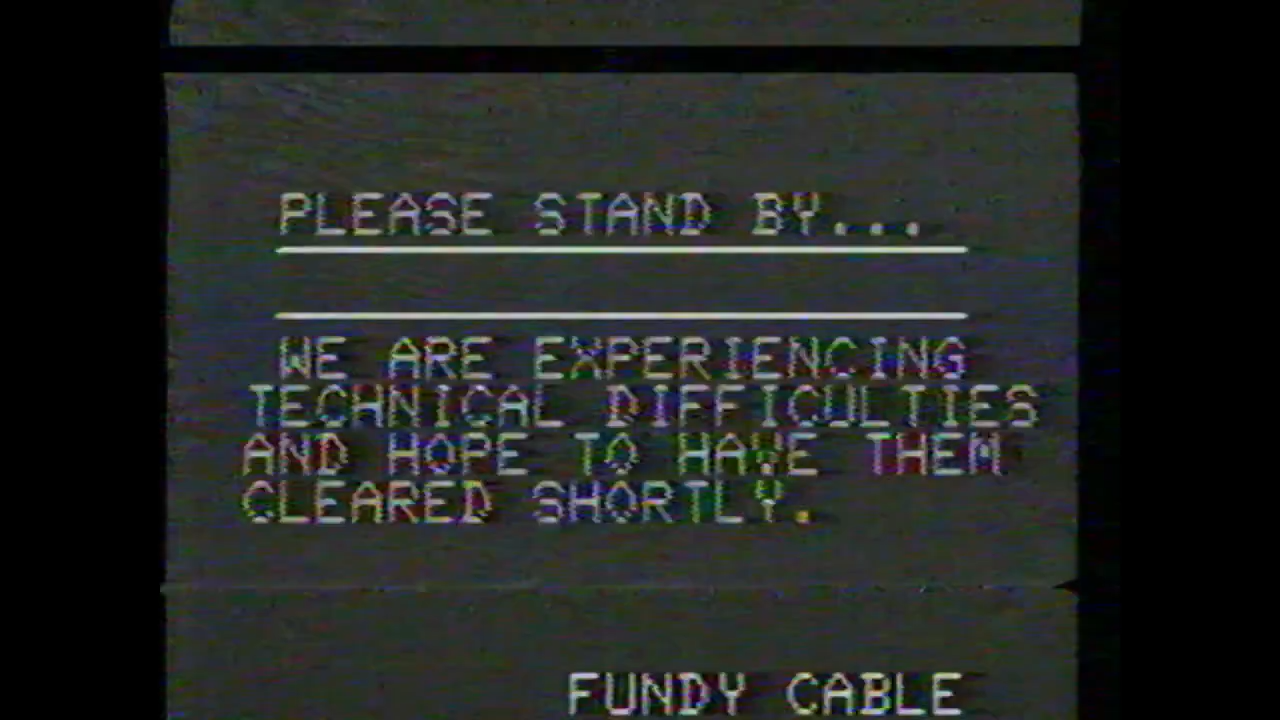 PLEASE STAND BY...
WE ARE EXPERIENCING
TECHNICAL DIFFICULTIES
AND HOPE TO HAVE THEM
CLEARED SHORTLY.
FUNDY CABLE